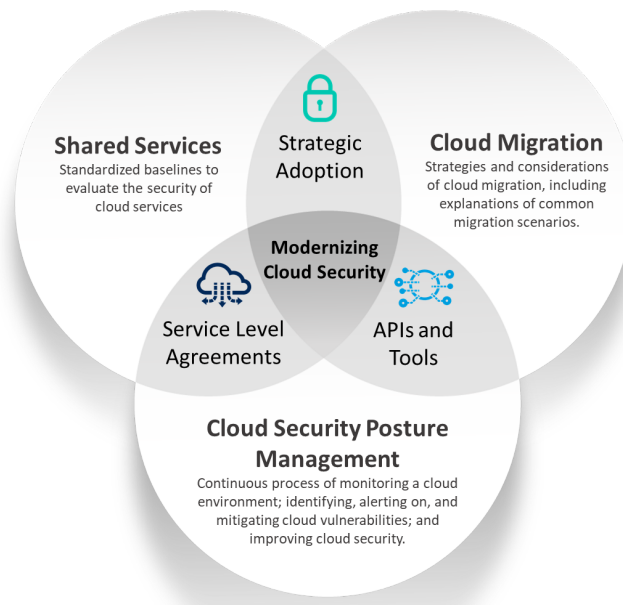 Shared Services
Standardized baselines to
evaluate the security of
cloud services
Strategic
Adoption
Cloud Migration
Strategies and considerations
of cloud migration, including
explanations of common
migration scenarios.
Modernizing
Cloud Security
Service Level
Agreements
APIs and
Tools
Cloud Security Posture
Management
Continuous process of monitoring a cloud
environment; identifying, alerting on, and
mitigating cloud vulnerabilities; and
improving cloud security.